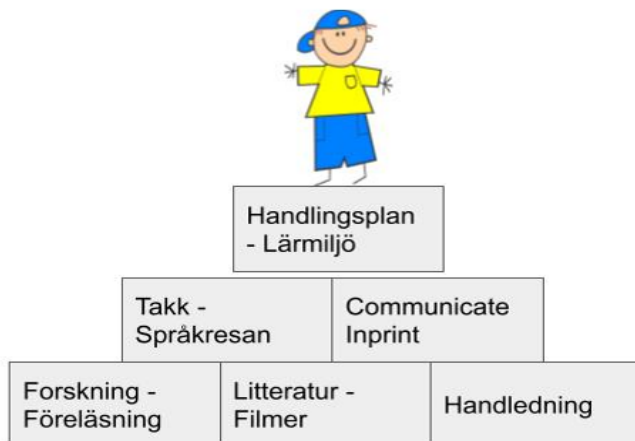 Handlingsplan
- Lärmiljö
Takk -
Språkresan
Communicate
Inprint
Forskning -
Föreläsning
Litteratur -
Filmer
Handledning